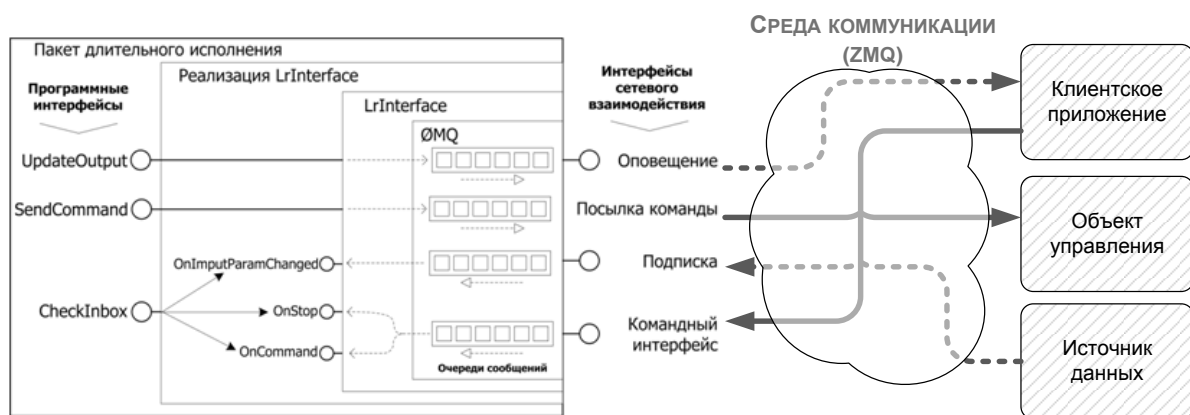 Пакет длительного исполнения
Программные
интерфейсы
UpdateOutput
SendCommand
CheckInbox
Реализация LrInterface
OnImputParamChanged
OnStop
OnCommand
LrInterface
ØMQ
Очереди сообщений
Интерфейсы
сетевого
взаимодействия
Оповещение
Посылка команды
Подписка
Командный
интерфейс
СРЕДА КОММУНИКАЦИИ
(ZMQ)
Клиентское
приложение
Объект
управления
Источник
данных